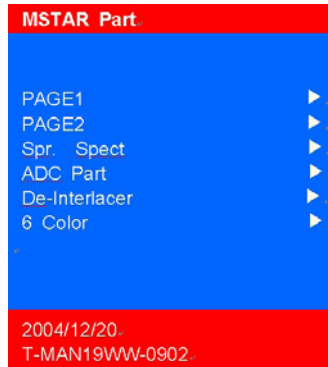 MSTAR Part
PAGE1
PAGE2
Spr. Spect
ADC Part
De-Interlacer
6 Color
2004/12/20
T-MAN19WW-0902